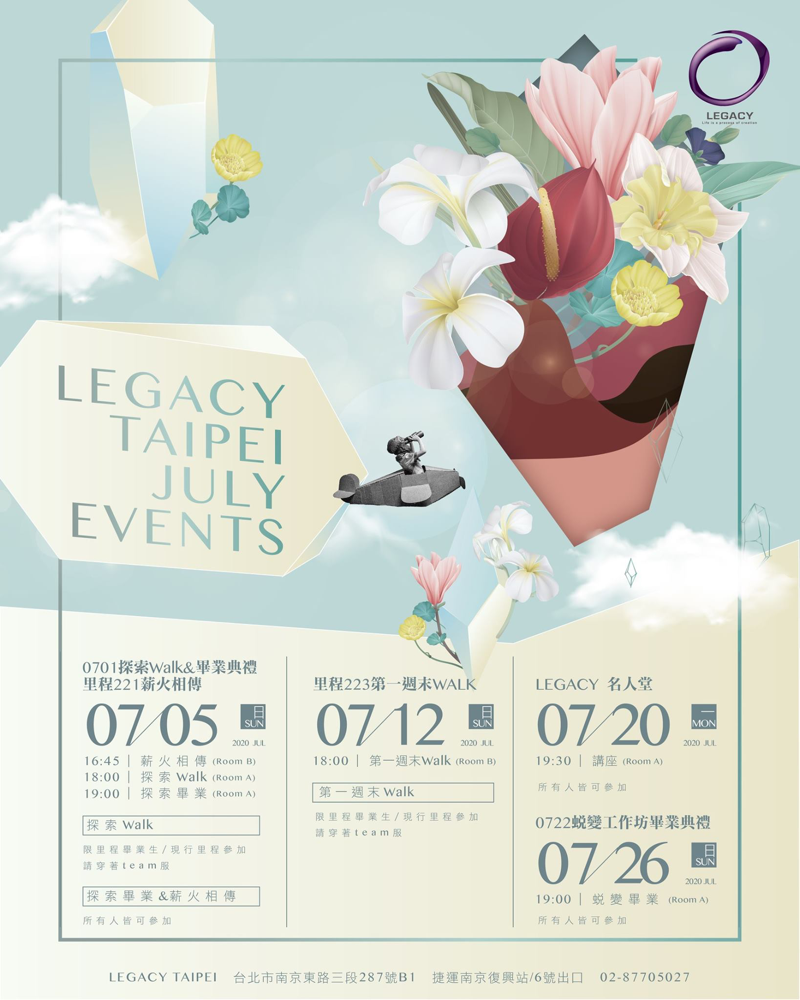 LEGACY
Life is a process of creation
LEGACY
TAIPEI
JULY
EVENTS
0701探索Walk&畢業典禮
里程221薪火相傳
07/05
日
SUN
2020 JUL
16:45 | 薪火相傳 (Room B)
18:00 | 探索 Walk (Room A)
19:00 | 探索畢業 (Room A)
探索 Walk
限里程畢業生/現行里程參加
請穿著team服
探索畢業&薪火相傳
所有人皆可參加
里程223第一週末WALK
07/12
日
SUN
2020 JUL
18:00 | 第一週末Walk (Room B)
第一週末Walk
限里程畢業生/現行里程參加
請穿著team服
LEGACY 名人堂
07/20
一
MON
2020 JUL
19:30 | 講座 (Room A)
所有人皆可參加
0722蛻變工作坊畢業典禮
07/26
日
SUN
2020 JUL
19:00 | 蛻變畢業 (Room A)
所有人皆可參加
LEGACY TAIPEI 台北市南京東路三段287號B1 捷運南京復興站/6號出口 02-87705027